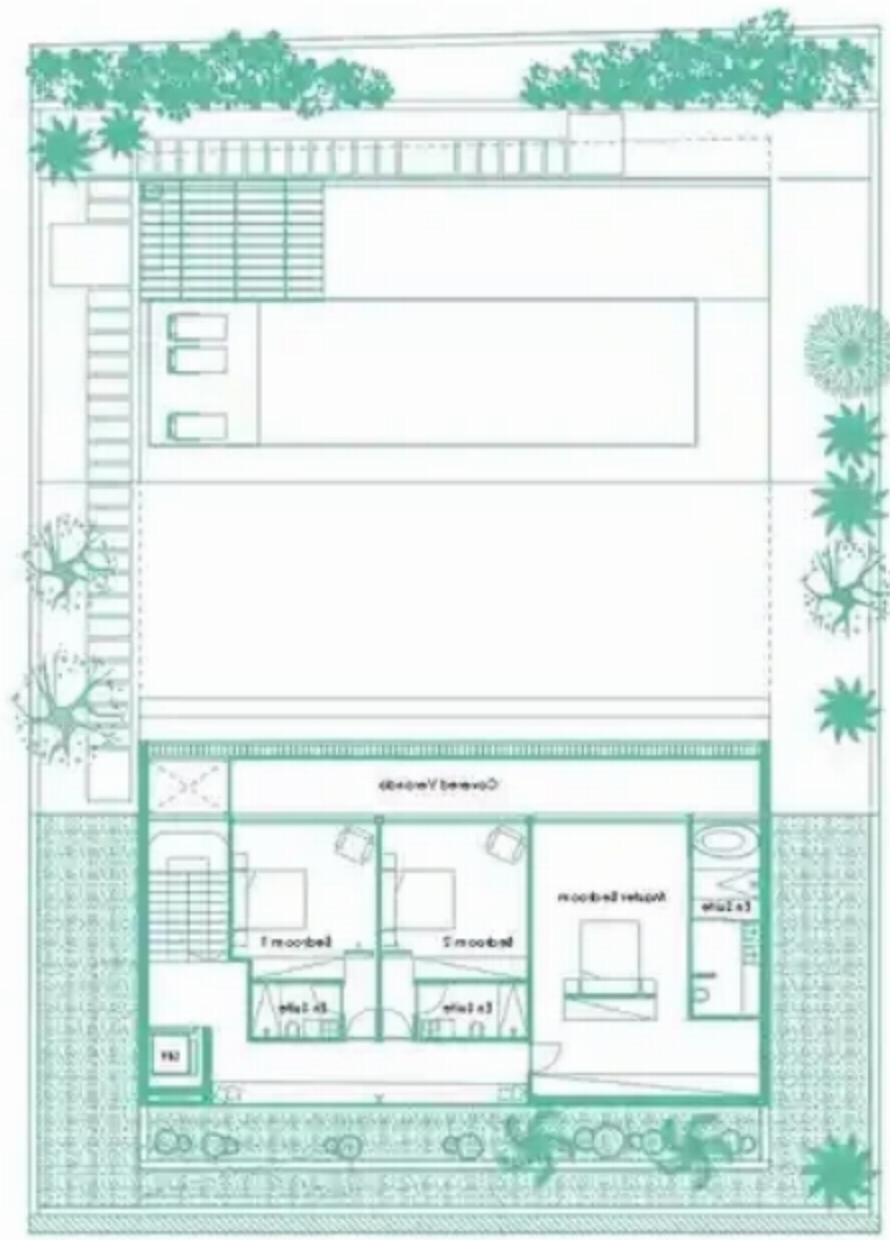 Covered Veranda
Master Bedroom
En Suite
Bedroom 1
Bedroom 2
En Suite
En Suite
Lift